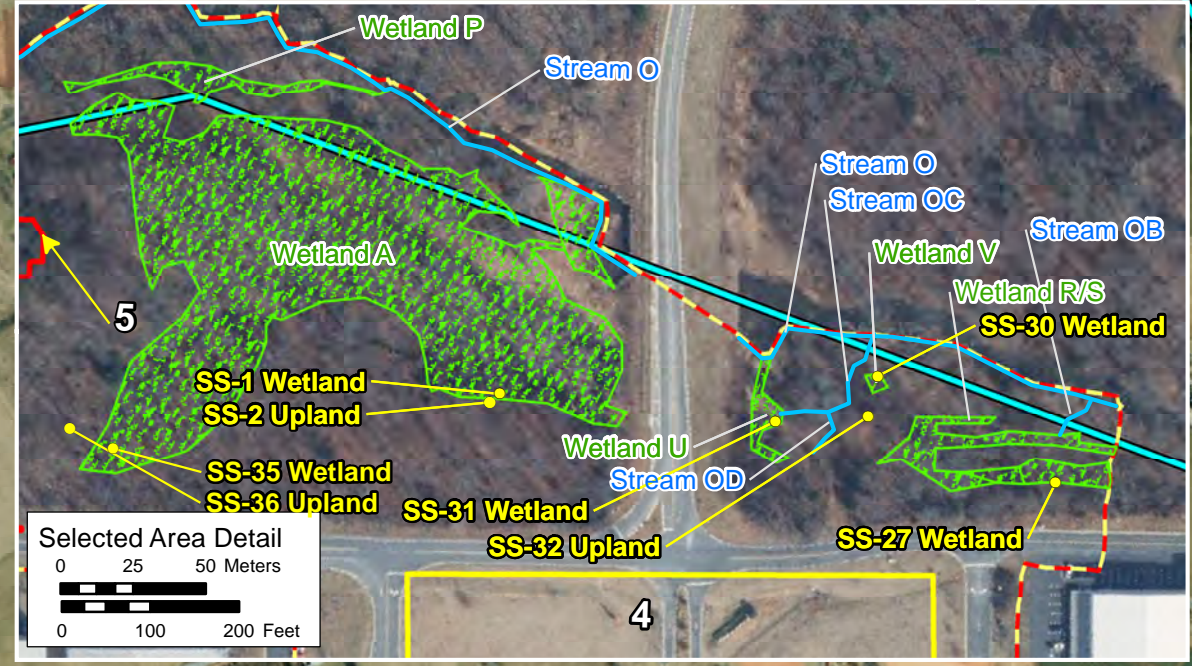 Wetland P
Stream O
Stream O
Stream OC
Stream OB
Wetland A
Wetland V
Wetland R/S
5
SS-30 Wetland
SS-1 Wetland
SS-2 Upland
Wetland U
SS-35 Wetland
Stream OD
SS-36 Upland
SS-31 Wetland
SS-32 Upland
SS-27 Wetland
Selected Area Detail
0 25 50 Meters
0 100 200 Feet
4